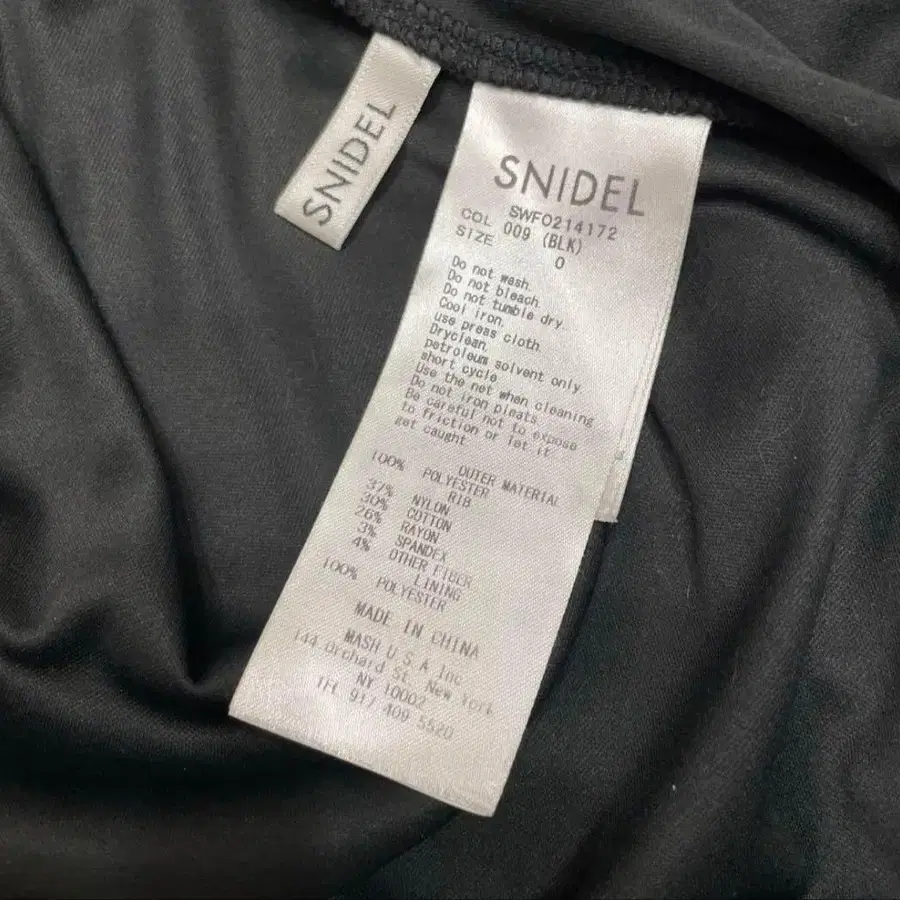 SNIDEL
SNIDEL
SWFO214172
COL 009 (BLK)
SIZE 0
Do not wash
Do not bleach
Do not tumble dry
Cool iron.
use press cloth
Dryclean.
petroleum solvent only
short cycle
Use the net when cleaning
Do not iron pleats
Be careful not to expose
to friction or let it
get caught
OUTER MATERIAL
100% POLYESTER
RIB
37% NYLON
30% COTTON
26% RAYON
3% SPANDEX
4% OTHER FIBER
LINING
100% POLYESTER
MADE IN CHINA
MASH U S A Inc
144 Orchard St, New York
NY 10002
TEL 917 409 5520